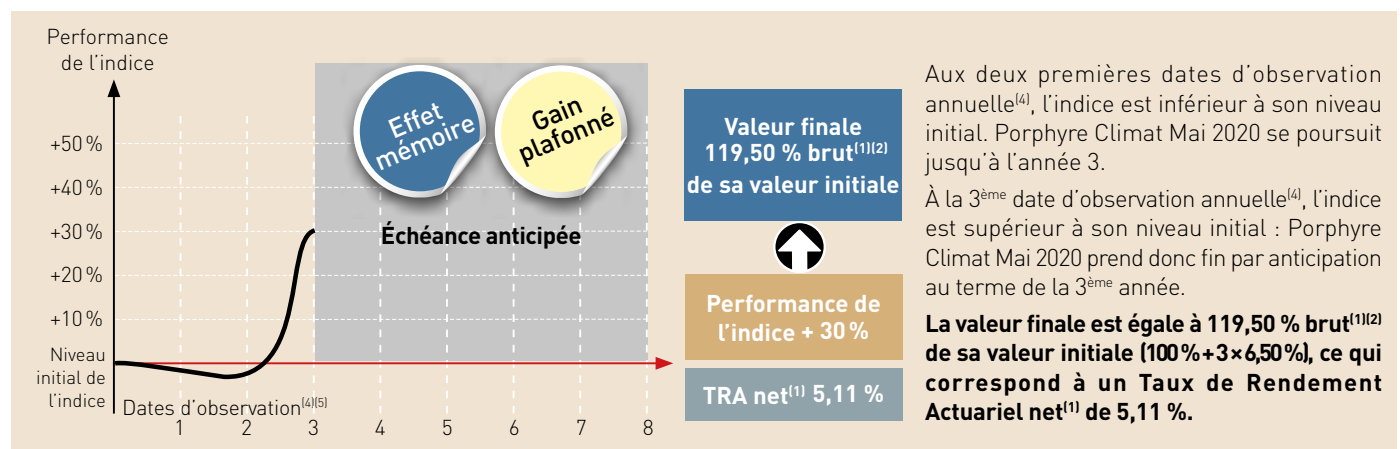 Performance
de l'indice
+50 %
+40 %
+30 %
+20 %
+10 %
Niveau
initial de
l'indice
Dates d'observation(4)(5)
1 2 3 4 5 6 7 8
Effet
mémoire
Gain
plafonné
Échéance anticipée
Valeur finale
119,50 % brut(1)(2)
de sa valeur initiale
Performance de
l'indice + 30 %
TRA net(1) 5,11 %
Aux deux premières dates d'observation
annuelle(4), l'indice est inférieur à son niveau
initial. Porphyre Climat Mai 2020 se poursuit
jusqu'à l'année 3.
À la 3ème date d'observation annuelle(4), l'indice
est supérieur à son niveau initial : Porphyre
Climat Mai 2020 prend donc fin par anticipation
au terme de la 3ème année.
La valeur finale est égale à 119,50 % brut(1)(2)
de sa valeur initiale (100%+3×6,50%), ce qui
correspond à un Taux de Rendement
Actuariel net(1) de 5,11 %.